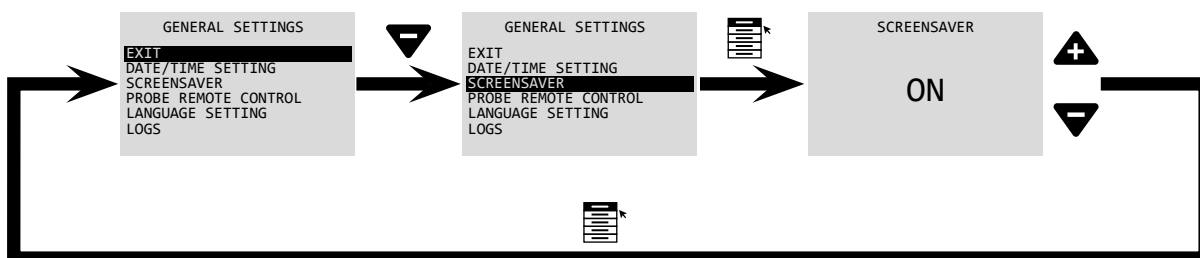 GENERAL SETTINGS
EXIT
DATE/TIME SETTING
SCREENSAVER
PROBE REMOTE CONTROL
LANGUAGE SETTING
LOGS
GENERAL SETTINGS
EXIT
DATE/TIME SETTING
SCREENSAVER
PROBE REMOTE CONTROL
LANGUAGE SETTING
LOGS
SCREENSAVER
ON